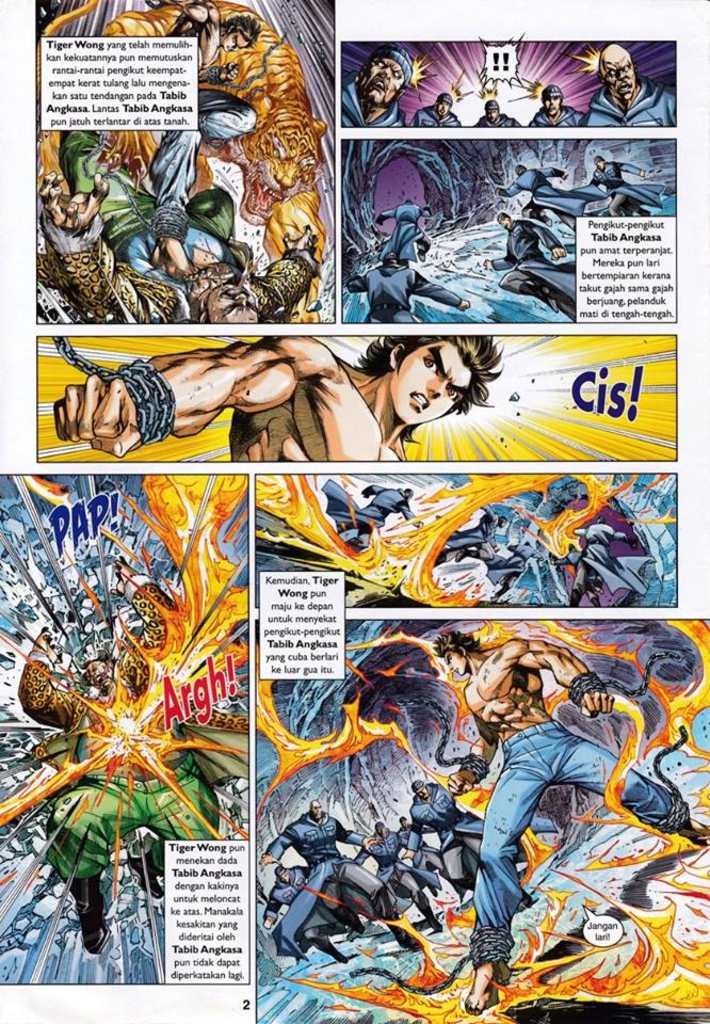 Tiger Wong yang telah memulih-
kan kekuatannya pun memutuskan
rantai-rantai pengikut keempat-
empat kerat tulang lalu mengena-
kan satu tendangan pada Tabib
Angkasa. Lantas Tabib Angkasa
pun jatuh terlentar di atas tanah.
!!
Pengikut-pengikut
Tabib Angkasa
pun amat terperanjat.
Mereka pun lari
bertempiaran kerana
takut gajah sama gajah
berjuang, pelanduk
mati di tengah-tengah.
Cis!
PAP!
Argh!
Tiger Wong pun
menekan dada
Tabib Angkasa
dengan kakinya
untuk meloncat
ke atas. Manakala
kesakitan yang
dideritai oleh
Tabib Angkasa
pun tidak dapat
diperkatakan lagi.
Kemudian, Tiger
Wong pun
maju ke depan
untuk menyekat
pengikut-pengikut
Tabib Angkasa
yang cuba berlari
ke luar gua itu.
Jangan
lari!
2